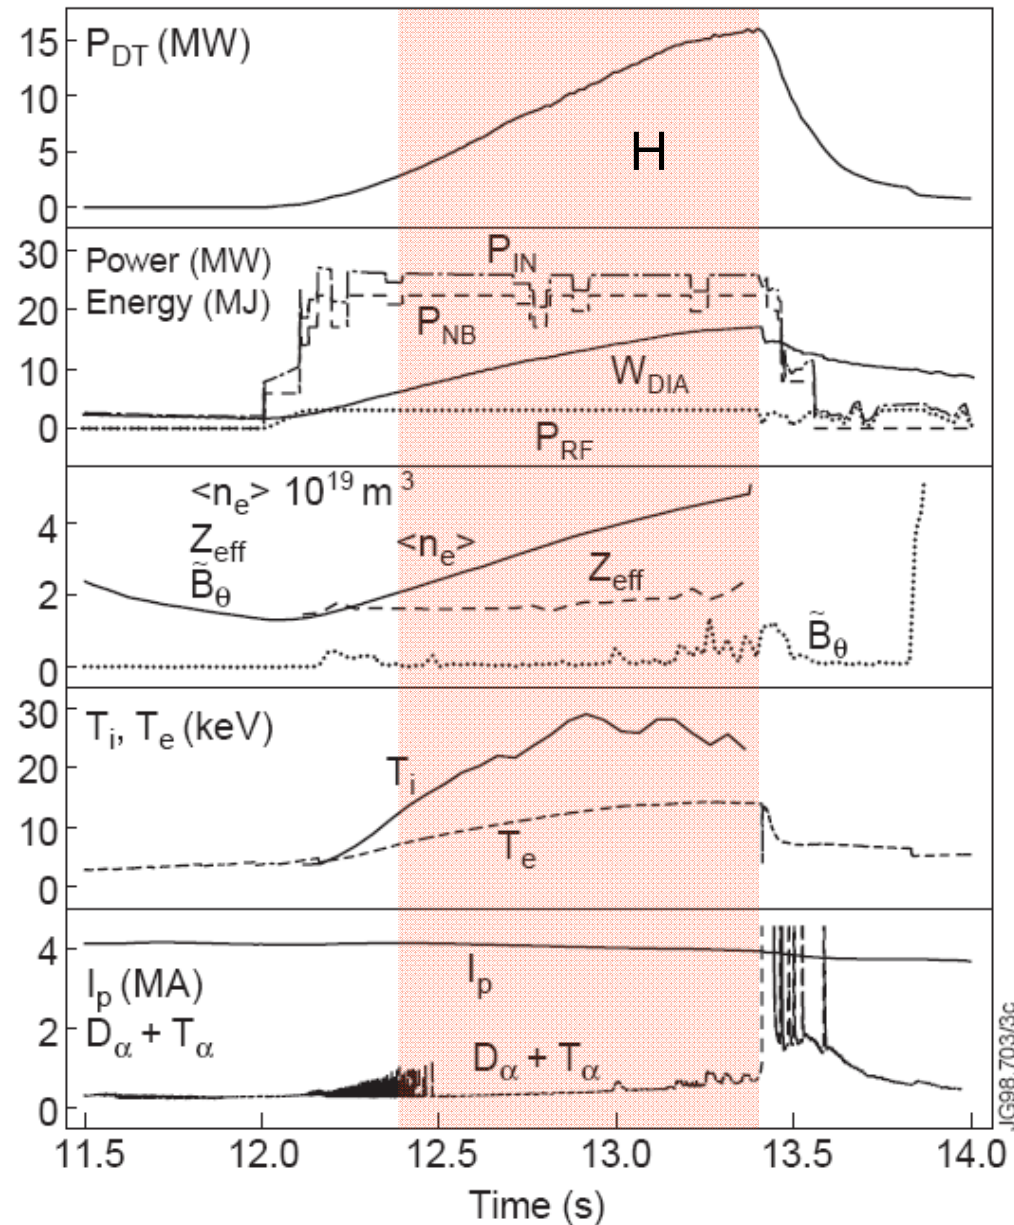 P_DT (MW)
15
10
5
0
H
Power (MW)
Energy (MJ)
30
20
10
0
P_IN
P_NB
W_DIA
P_RF
<n_e> 10^19 m^3
Z_eff
B̃_θ
4
2
0
<n_e>
Z_eff
B̃_θ
T_i, T_e (keV)
30
20
10
0
T_i
T_e
I_p (MA)
D_α + T_α
4
2
0
I_p
D_α + T_α
11.5 12.0 12.5 13.0 13.5 14.0
Time (s)
JG98.703/3c